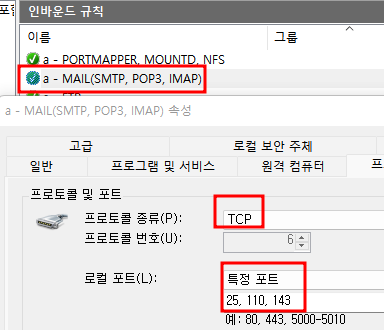 인바운드 규칙
이름 그룹
a - PORTMAPPER, MOUNTD, NFS
a - MAIL(SMTP, POP3, IMAP)
a - MAIL(SMTP, POP3, IMAP) 속성
고급 로컬 보안 주체
일반 프로그램 및 서비스 원격 컴퓨터
프로토콜 및 포트
프로토콜 종류(P): TCP
프로토콜 번호(U): 6
로컬 포트(L): 특정 포트
25, 110, 143
예: 80, 443, 5000-5010